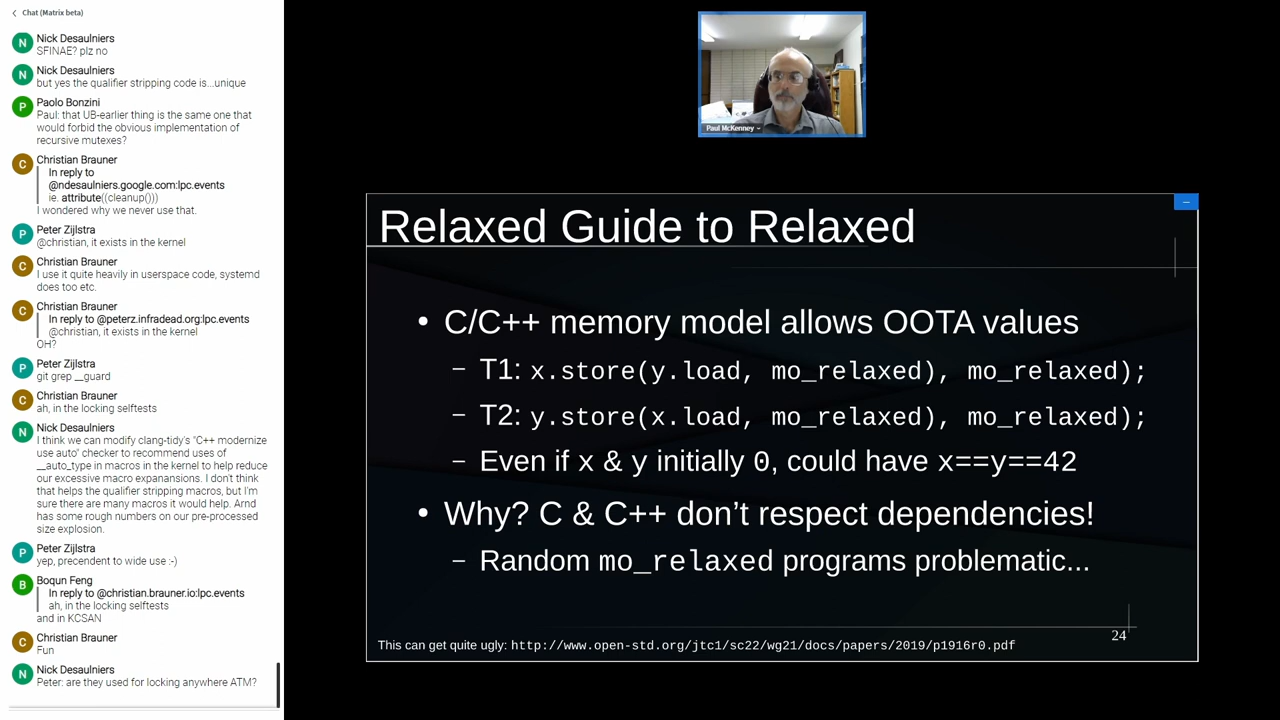 Chat (Matrix beta)
N
Nick Desaulniers
SFINAE? plz no
N
Nick Desaulniers
but yes the qualifier stripping code is...unique
P
Paolo Bonzini
Paul: that UB-earlier thing is the same one that
would forbid the obvious implementation of
recursive mutexes?
C
Christian Brauner
In reply to
@ndesaulniers.google.com:lpc.events
ie. attribute((cleanup()))
I wondered why we never use that.
P
Peter Zijlstra
@christian, it exists in the kernel
C
Christian Brauner
I use it quite heavily in userspace code, systemd
does too etc.
C
Christian Brauner
In reply to @peterz.infradead.org:lpc.events
@christian, it exists in the kernel
OH?
P
Peter Zijlstra
git grep __guard
C
Christian Brauner
ah, in the locking selftests
N
Nick Desaulniers
I think we can modify clang-tidy's "C++ modernize
use auto" checker to recommend uses of
__auto_type in macros in the kernel to help reduce
our excessive macro expanansions. I don't think
that helps the qualifier stripping macros, but I'm
sure there are many macros it would help. Arnd
has some rough numbers on our pre-processed
size explosion.
P
Peter Zijlstra
yep, precendent to wide use :-)
B
Boqun Feng
In reply to @christian.brauner.io:lpc.events
ah, in the locking selftests
and in KCSAN
C
Christian Brauner
Fun
N
Nick Desaulniers
Peter: are they used for locking anywhere ATM?
Paul McKenney
Relaxed Guide to Relaxed
• C/C++ memory model allows OOTA values
– T1: x.store(y.load, mo_relaxed), mo_relaxed);
– T2: y.store(x.load, mo_relaxed), mo_relaxed);
– Even if x & y initially 0, could have x==y==42
• Why? C & C++ don’t respect dependencies!
– Random mo_relaxed programs problematic...
24
This can get quite ugly: http://www.open-std.org/jtc1/sc22/wg21/docs/papers/2019/p1916r0.pdf